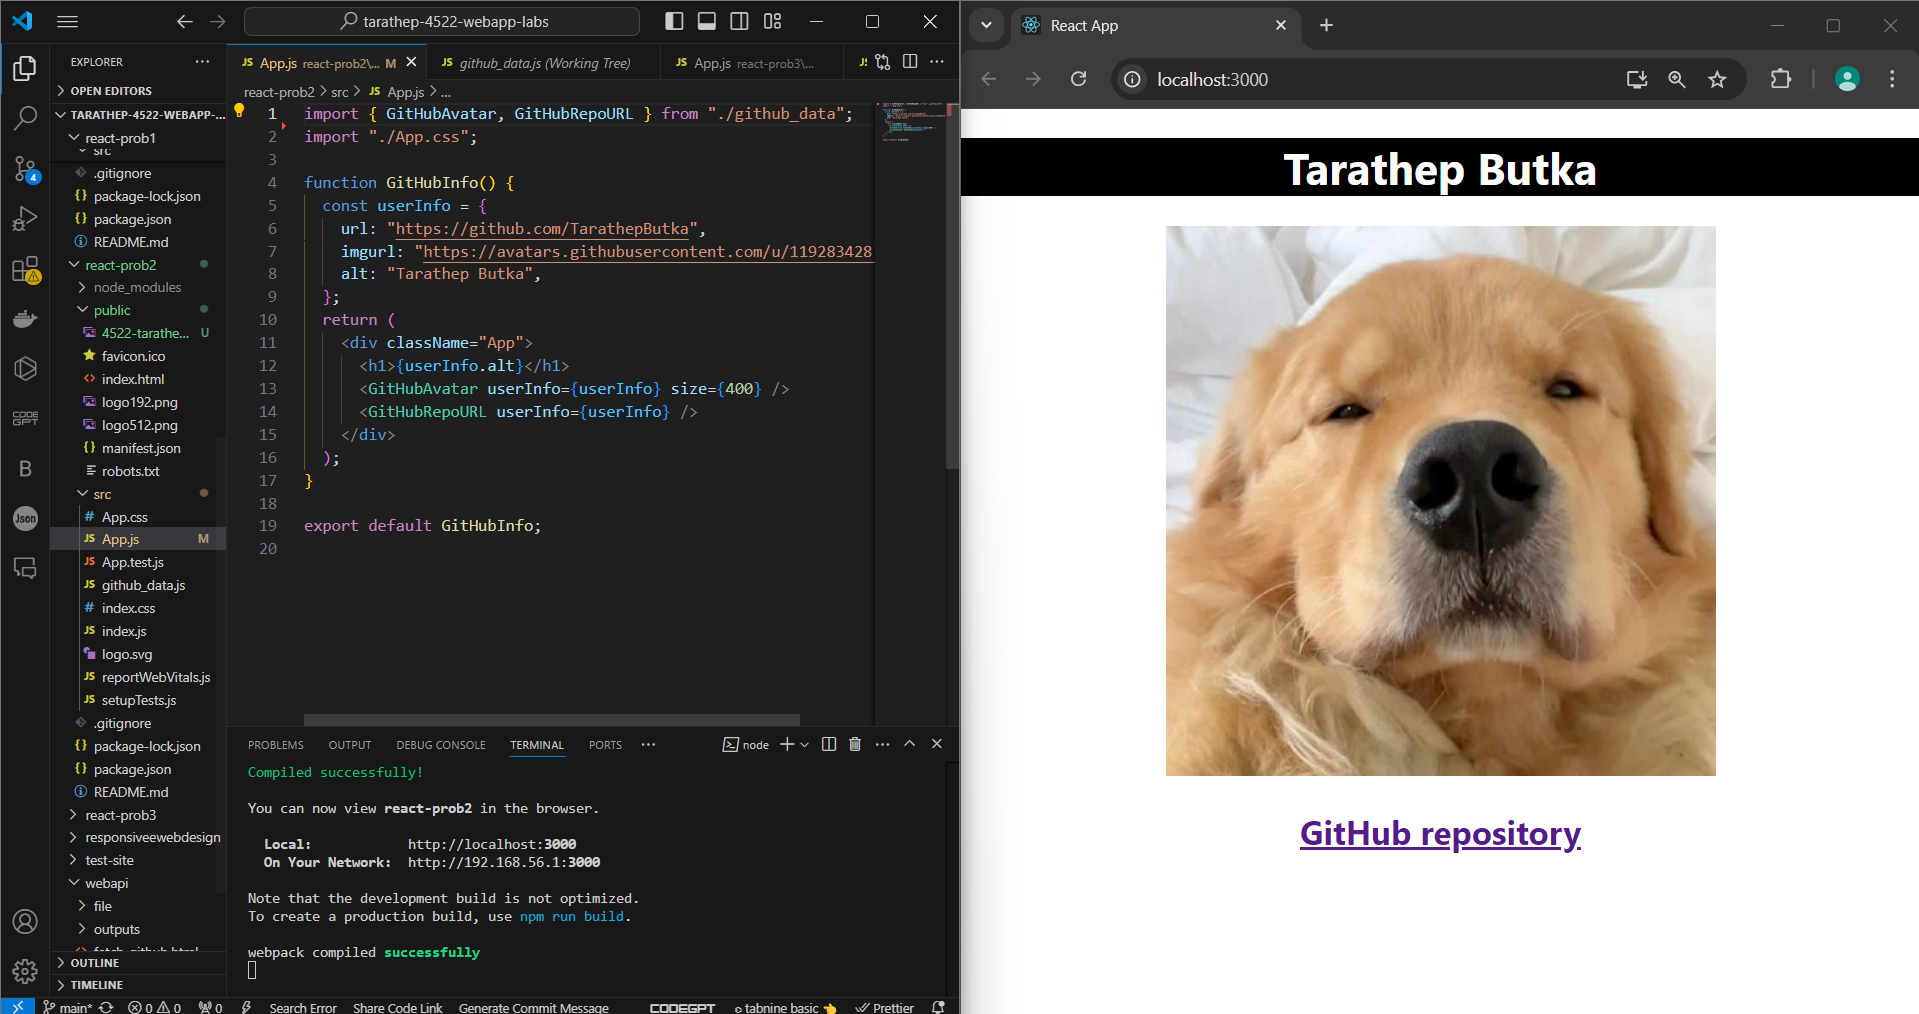 tarathep-4522-webapp-labs
EXPLORER
OPEN EDITORS
TARATHEP-4522-WEBAPP-...
react-prob1
src
.gitignore
package-lock.json
package.json
README.md
react-prob2
node_modules
public
4522-tarathe... U
favicon.ico
index.html
logo192.png
logo512.png
manifest.json
robots.txt
src
App.css
App.js M
App.test.js
github_data.js
index.css
index.js
logo.svg
reportWebVitals.js
setupTests.js
.gitignore
package-lock.json
package.json
README.md
react-prob3
responsiveewebdesign
test-site
webapi
file
outputs
fetch_github.html
OUTLINE
TIMELINE
4
CODE GPT
B
Json
JS App.js react-prob2\... M
JS github_data.js (Working Tree)
JS App.js react-prob3\...
react-prob2 > src > JS App.js > ...
1 import { GitHubAvatar, GitHubRepoURL } from "./github_data";
2 import "./App.css";
3
4 function GitHubInfo() {
5 const userInfo = {
6 url: "https://github.com/TarathepButka",
7 imgurl: "https://avatars.githubusercontent.com/u/119283428
8 alt: "Tarathep Butka",
9 };
10 return (
11 <div className="App">
12 <h1>{userInfo.alt}</h1>
13 <GitHubAvatar userInfo={userInfo} size={400} />
14 <GitHubRepoURL userInfo={userInfo} />
15 </div>
16 );
17 }
18
19 export default GitHubInfo;
20
PROBLEMS OUTPUT DEBUG CONSOLE TERMINAL PORTS ... node
Compiled successfully!
You can now view react-prob2 in the browser.
Local: http://localhost:3000
On Your Network: http://192.168.56.1:3000
Note that the development build is not optimized.
To create a production build, use npm run build.
webpack compiled successfully
main* 0 0 0 Search Error Share Code Link Generate Commit Message CODEGPT tabnine basic Prettier
React App
localhost:3000
Tarathep Butka
GitHub repository